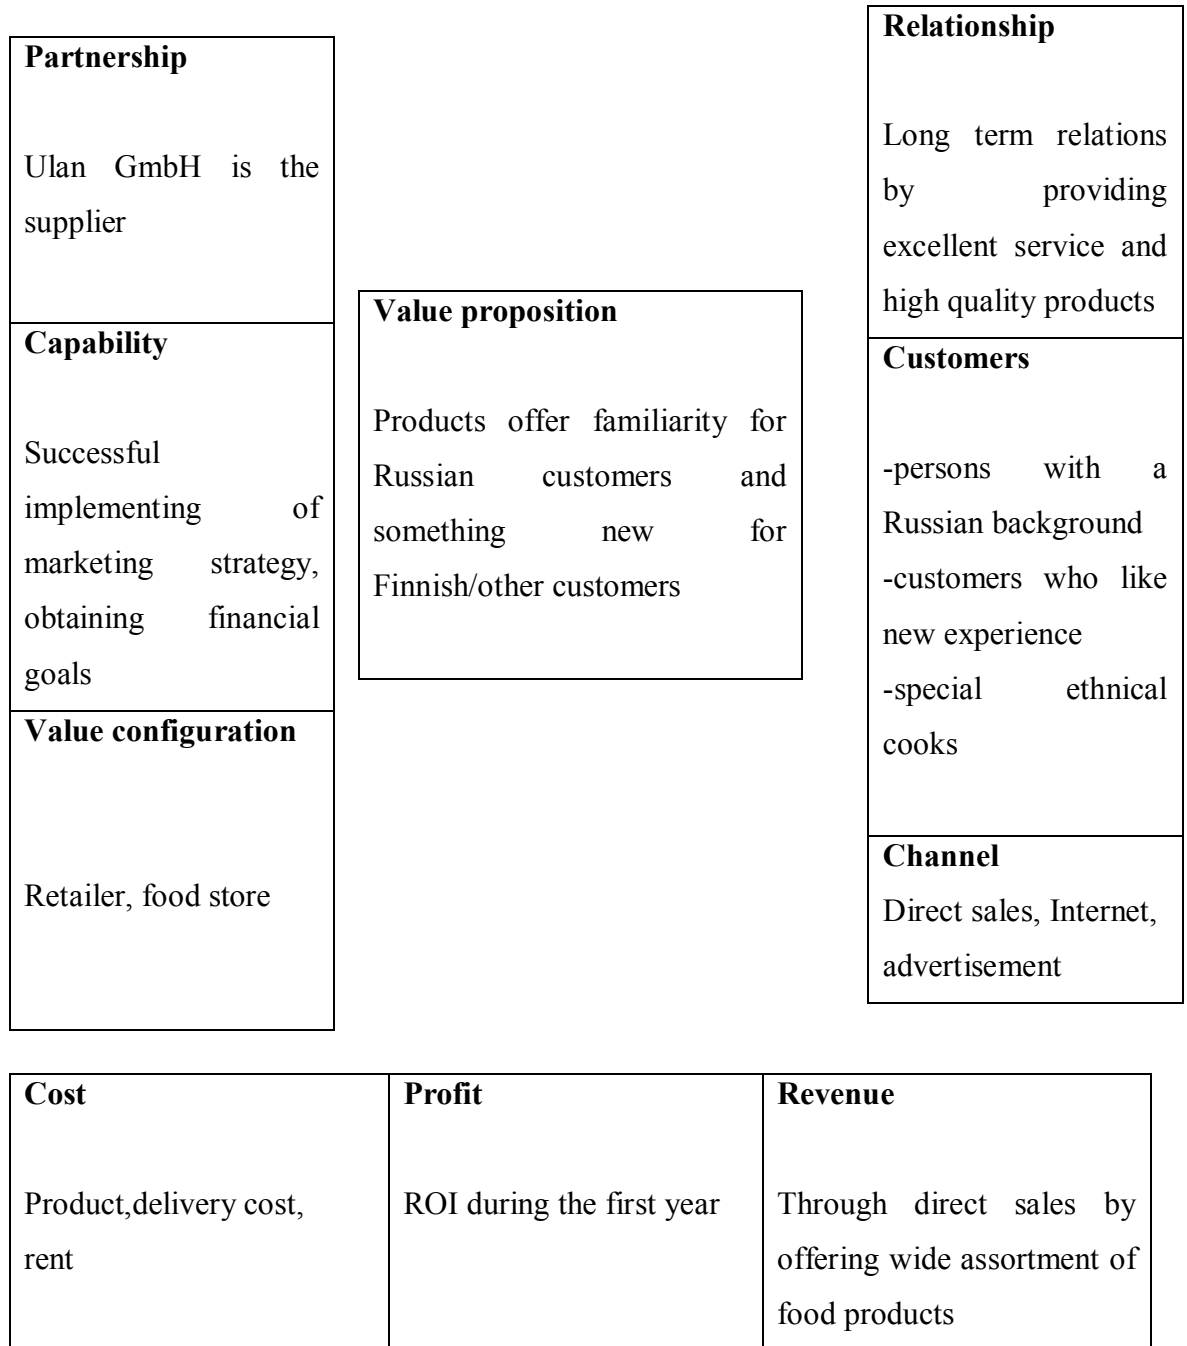 Partnership
Ulan GmbH is the
supplier
Capability
Successful
implementing of
marketing strategy,
obtaining financial
goals
Value configuration
Retailer, food store
Value proposition
Products offer familiarity for
Russian customers and
something new for
Finnish/other customers
Relationship
Long term relations
by providing
excellent service and
high quality products
Customers
-persons with a
Russian background
-customers who like
new experience
-special ethnical
cooks
Channel
Direct sales, Internet,
advertisement
Cost
Product,delivery cost,
rent
Profit
ROI during the first year
Revenue
Through direct sales by
offering wide assortment of
food products